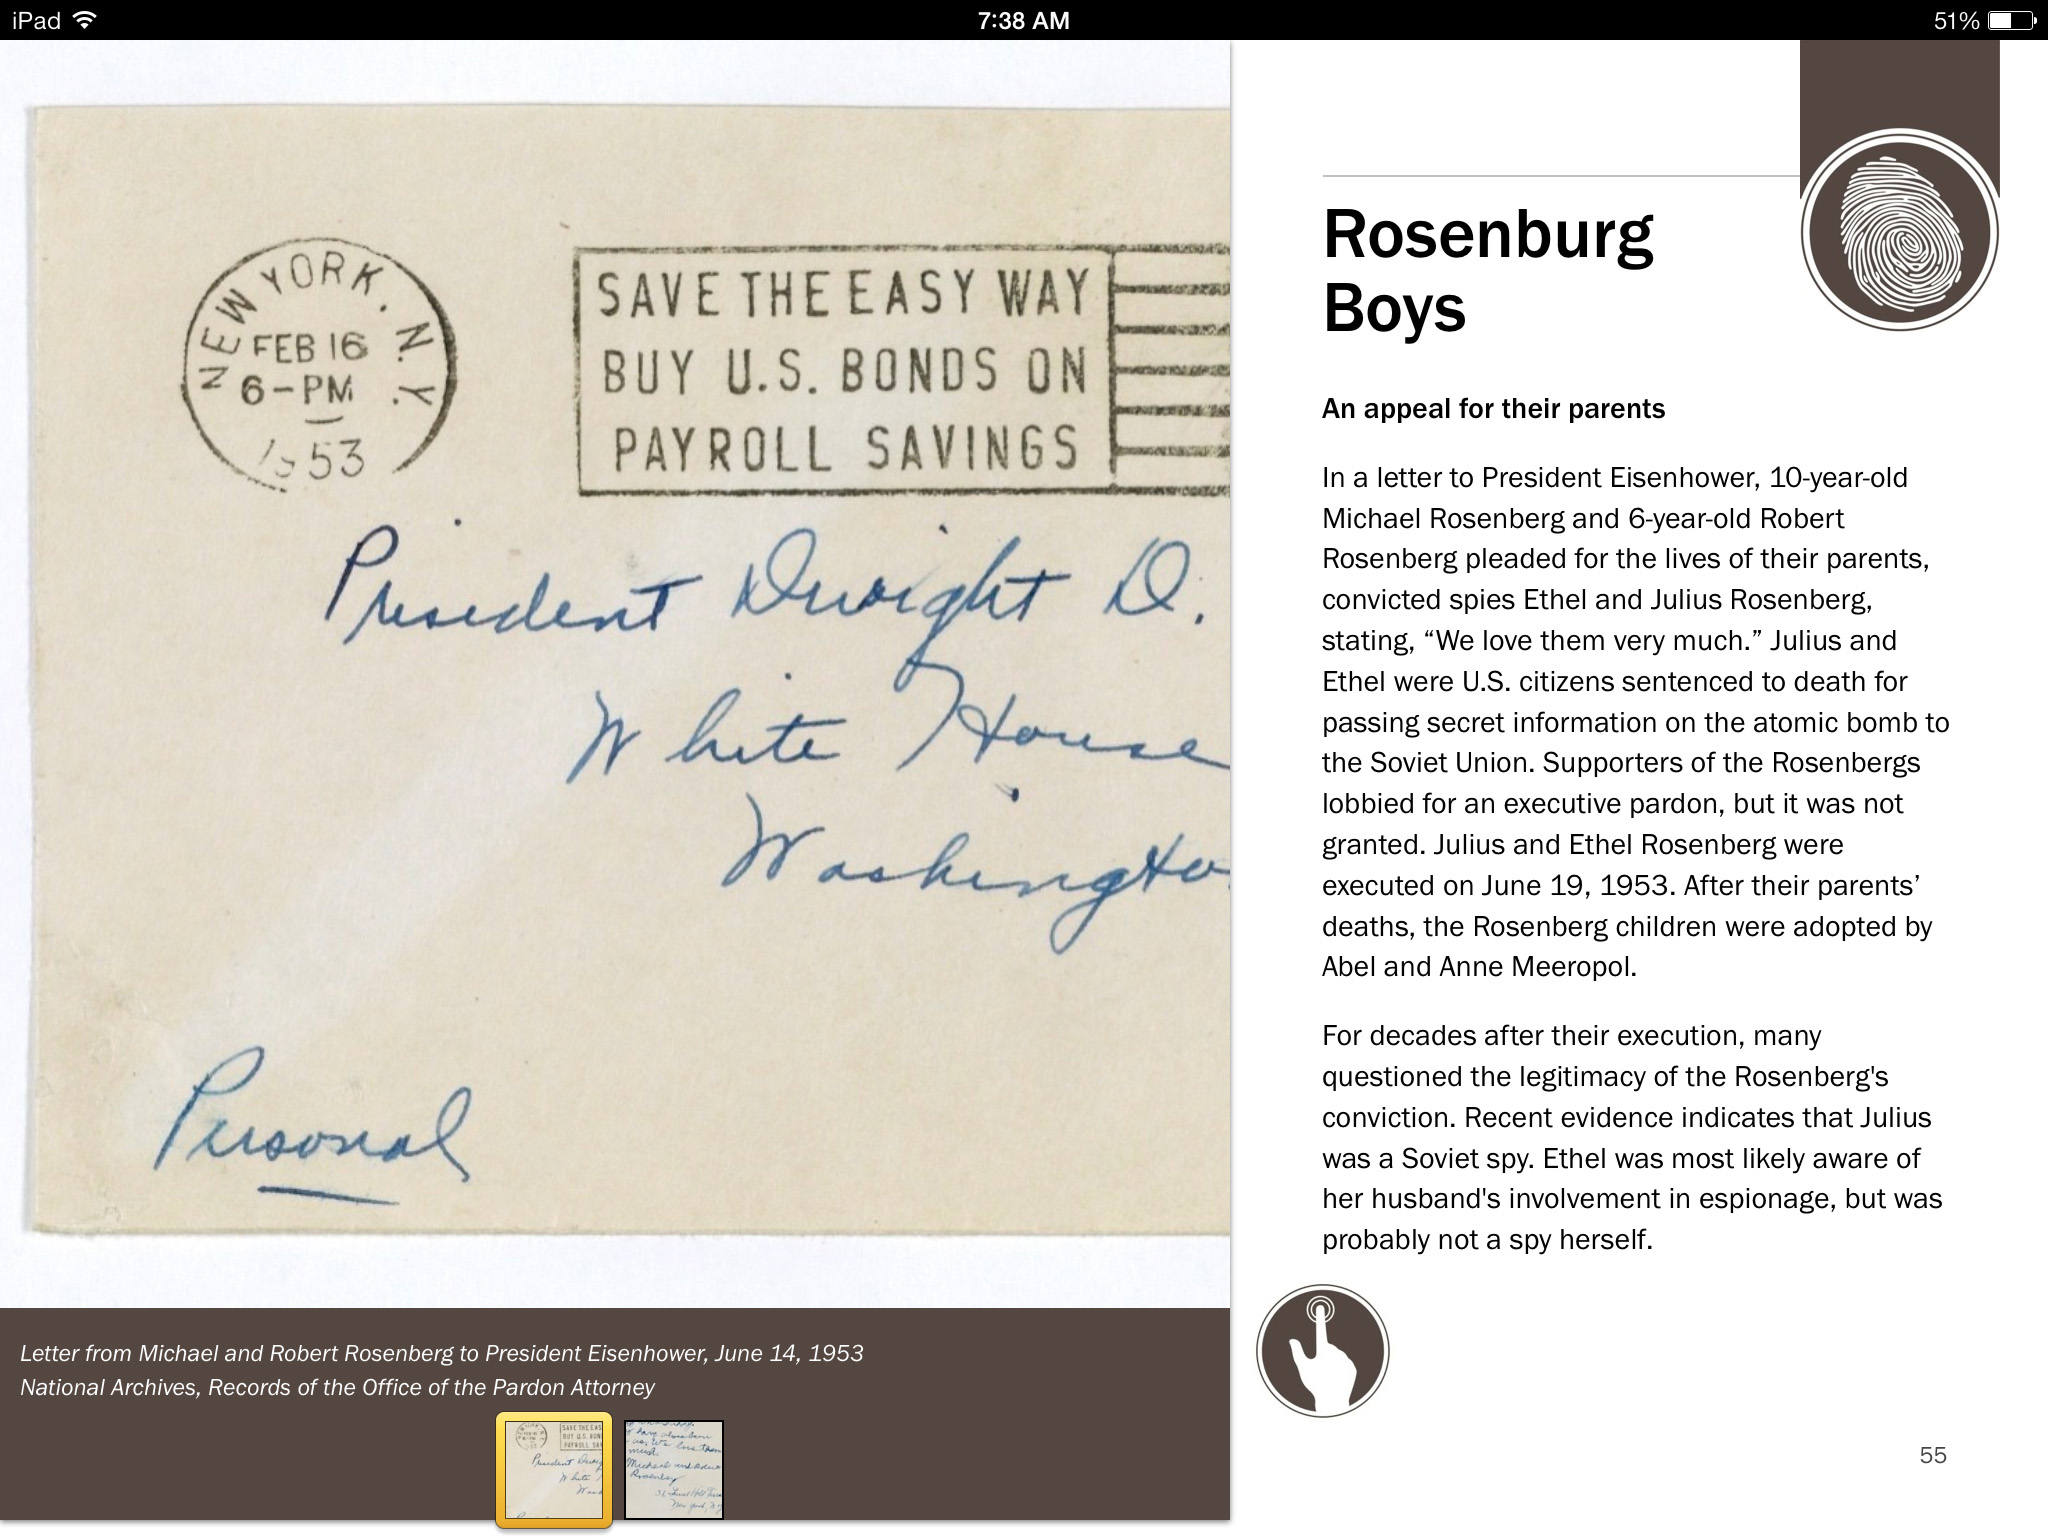 iPad
7:38 AM
51%
NEW YORK, N.Y.
FEB 16
6-PM
1953
SAVE THE EASY WAY
BUY U.S. BONDS ON
PAYROLL SAVINGS
President Dwight D.
White House
Washingto
Personal
Letter from Michael and Robert Rosenberg to President Eisenhower, June 14, 1953
National Archives, Records of the Office of the Pardon Attorney
Rosenburg
Boys
An appeal for their parents
In a letter to President Eisenhower, 10-year-old
Michael Rosenberg and 6-year-old Robert
Rosenberg pleaded for the lives of their parents,
convicted spies Ethel and Julius Rosenberg,
stating, “We love them very much.” Julius and
Ethel were U.S. citizens sentenced to death for
passing secret information on the atomic bomb to
the Soviet Union. Supporters of the Rosenbergs
lobbied for an executive pardon, but it was not
granted. Julius and Ethel Rosenberg were
executed on June 19, 1953. After their parents’
deaths, the Rosenberg children were adopted by
Abel and Anne Meeropol.
For decades after their execution, many
questioned the legitimacy of the Rosenberg's
conviction. Recent evidence indicates that Julius
was a Soviet spy. Ethel was most likely aware of
her husband's involvement in espionage, but was
probably not a spy herself.
55